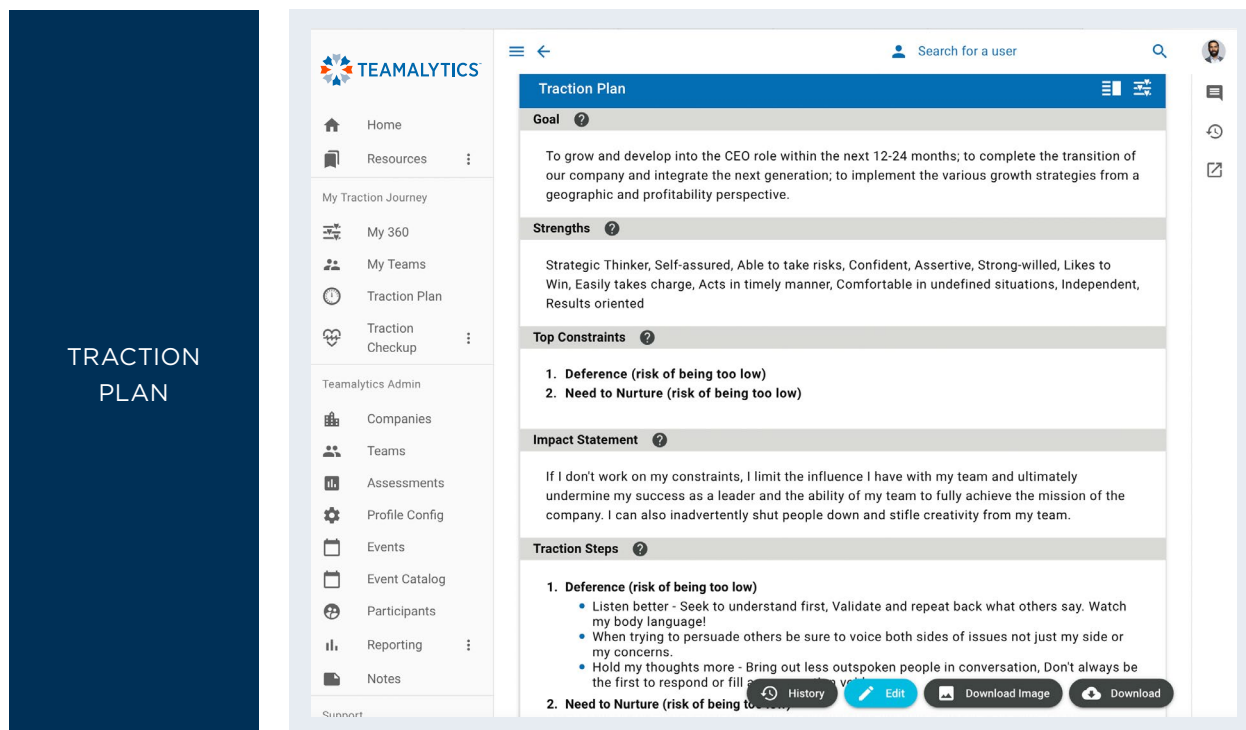 TRACTION
PLAN
TEAMALYTICS
Home
Resources
My Traction Journey
My 360
My Teams
Traction Plan
Traction
Checkup
Teamalytics Admin
Companies
Teams
Assessments
Profile Config
Events
Event Catalog
Participants
Reporting
Notes
Support
Search for a user
Traction Plan
Goal
To grow and develop into the CEO role within the next 12-24 months; to complete the transition of
our company and integrate the next generation; to implement the various growth strategies from a
geographic and profitability perspective.
Strengths
Strategic Thinker, Self-assured, Able to take risks, Confident, Assertive, Strong-willed, Likes to
Win, Easily takes charge, Acts in timely manner, Comfortable in undefined situations, Independent,
Results oriented
Top Constraints
1. Deference (risk of being too low)
2. Need to Nurture (risk of being too low)
Impact Statement
If I don't work on my constraints, I limit the influence I have with my team and ultimately
undermine my success as a leader and the ability of my team to fully achieve the mission of the
company. I can also inadvertently shut people down and stifle creativity from my team.
Traction Steps
1. Deference (risk of being too low)
• Listen better - Seek to understand first, Validate and repeat back what others say. Watch
my body language!
• When trying to persuade others be sure to voice both sides of issues not just my side or
my concerns.
• Hold my thoughts more - Bring out less outspoken people in conversation, Don't always be
the first to respond or fill a
2. Need to Nurture (risk of being
History
Edit
Download Image
Download